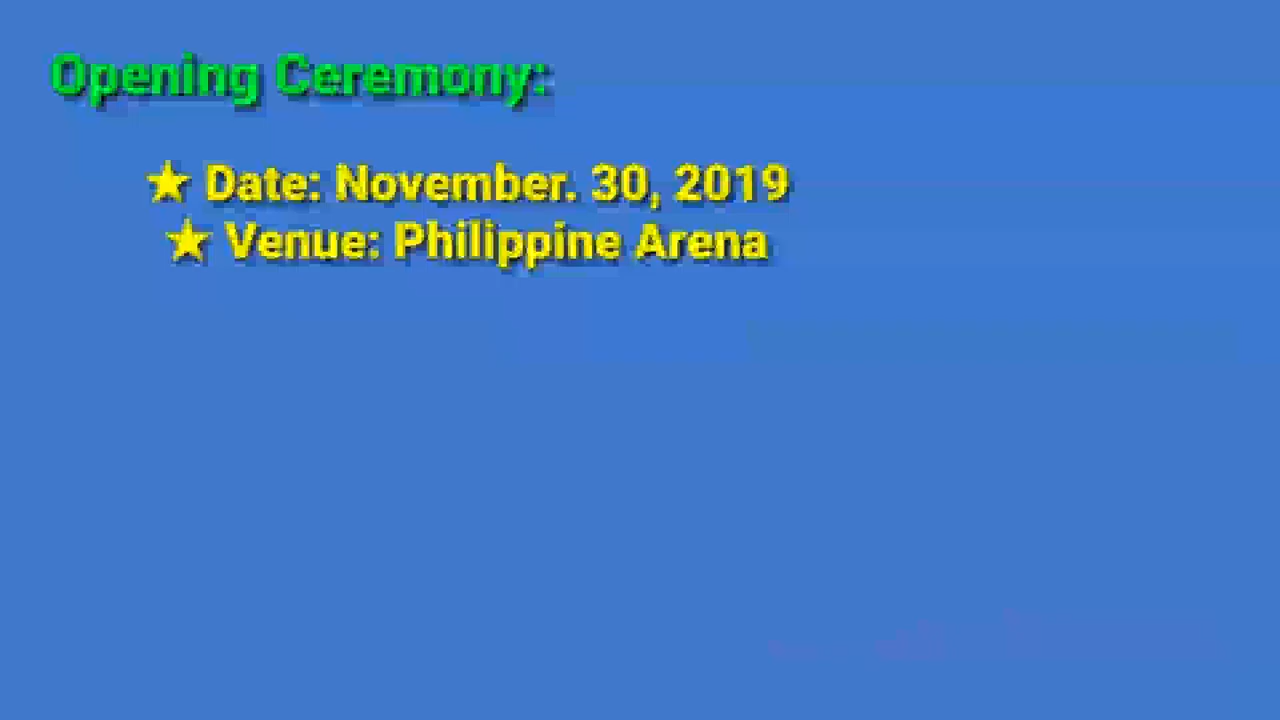 Opening Ceremony:
★ Date: November. 30, 2019
★ Venue: Philippine Arena